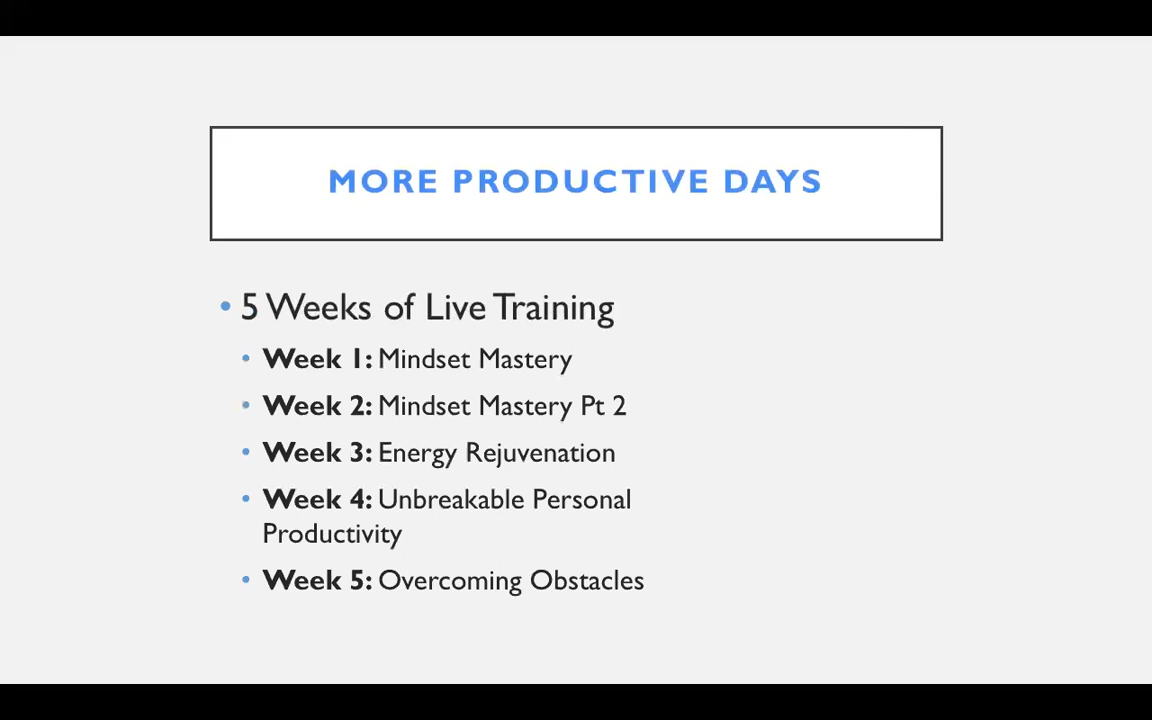 MORE PRODUCTIVE DAYS
• 5 Weeks of Live Training
• Week 1: Mindset Mastery
• Week 2: Mindset Mastery Pt 2
• Week 3: Energy Rejuvenation
• Week 4: Unbreakable Personal
Productivity
• Week 5: Overcoming Obstacles